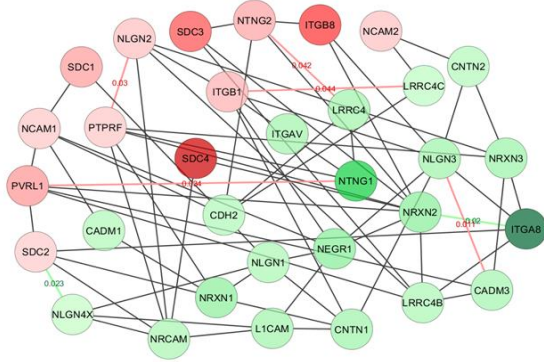 NTNG2
SDC3
ITGB8
NLGN2
NCAM2
0.042
CNTN2
SDC1
0.03
ITGB1
0.044
LRRC4C
LRRC4
NCAM1
PTPRF
ITGAV
SDC4
NLGN3
NRXN3
PVRL1
NTNG1
CDH2
NRXN2
0.02
0.011
ITGA8
CADM1
SDC2
NEGR1
NLGN1
0.023
NRXN1
LRRC4B
CADM3
NLGN4X
NRCAM
L1CAM
CNTN1